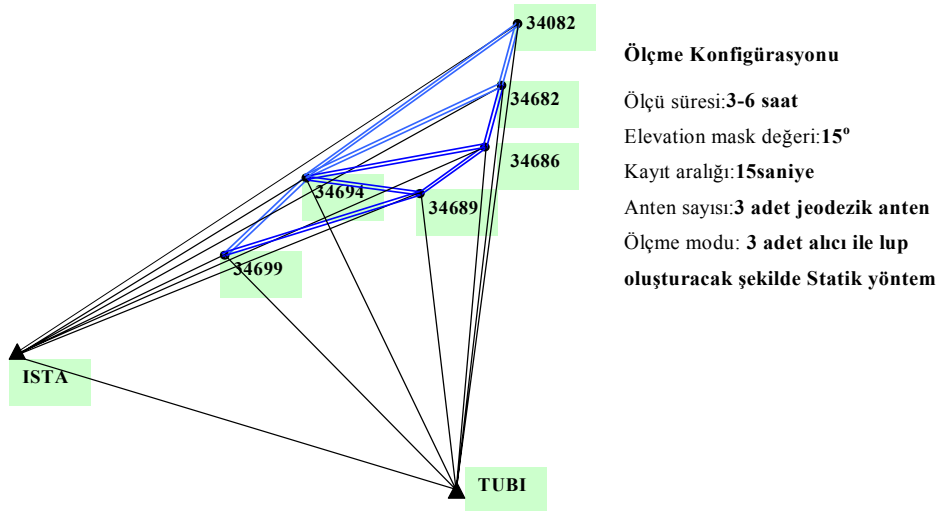 34082
34682
34686
34694
34689
34699
ISTA
TUBI
Ölçme Konfigürasyonu
Ölçü süresi:3-6 saat
Elevation mask değeri:15º
Kayıt aralığı:15saniye
Anten sayısı:3 adet jeodezik anten
Ölçme modu: 3 adet alıcı ile lup
oluşturacak şekilde Statik yöntem